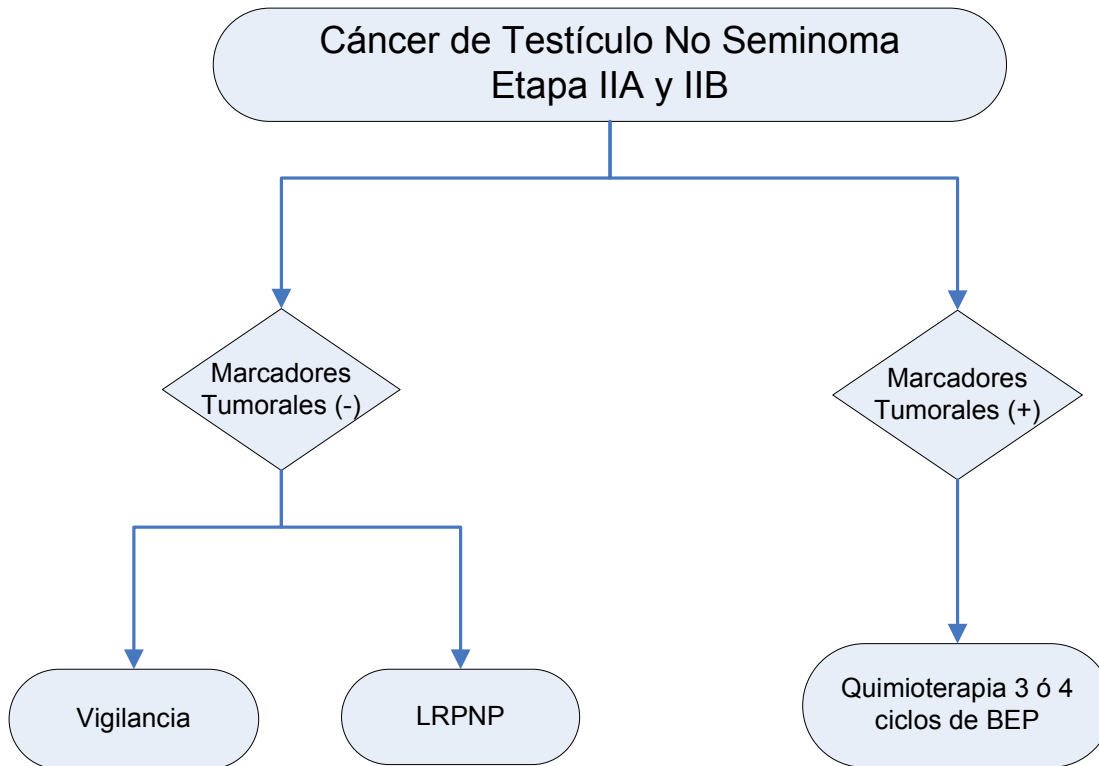 Cáncer de Testículo No Seminoma
Etapa IIA y IIB
Marcadores
Tumorales (-)
Marcadores
Tumorales (+)
Vigilancia
LRPNP
Quimioterapia 3 ó 4
ciclos de BEP